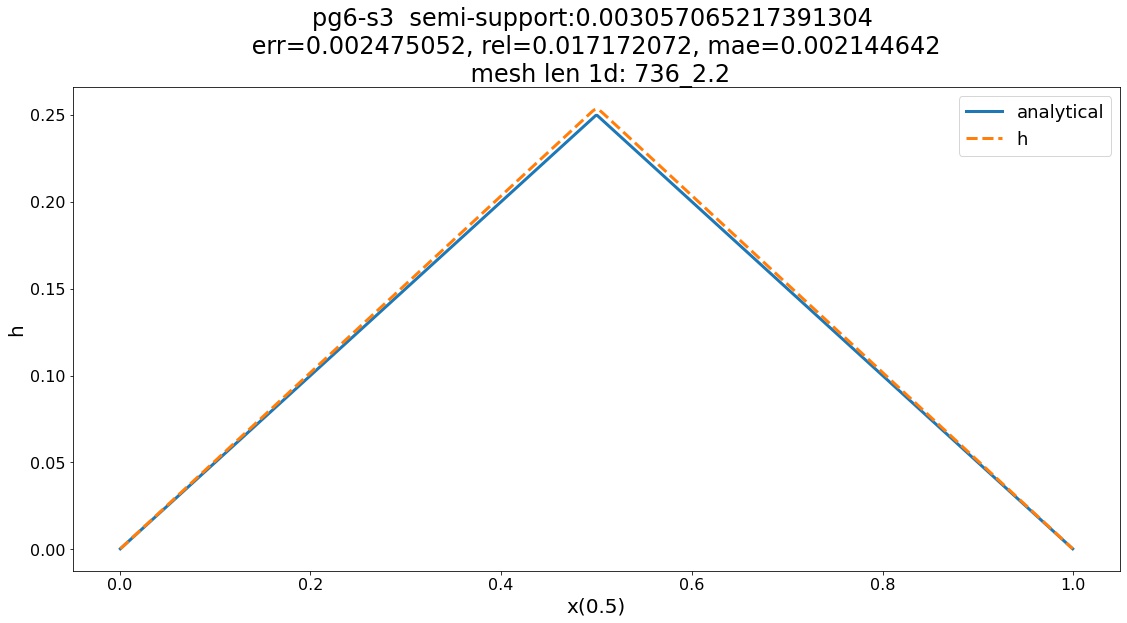 pg6-s3  semi-support:0.003057065217391304
err=0.002475052, rel=0.017172072, mae=0.002144642
mesh len 1d: 736_2.2
analytical
h
0.25
0.20
0.15
0.10
0.05
0.00
h
0.0
0.2
0.4
0.6
0.8
1.0
x(0.5)